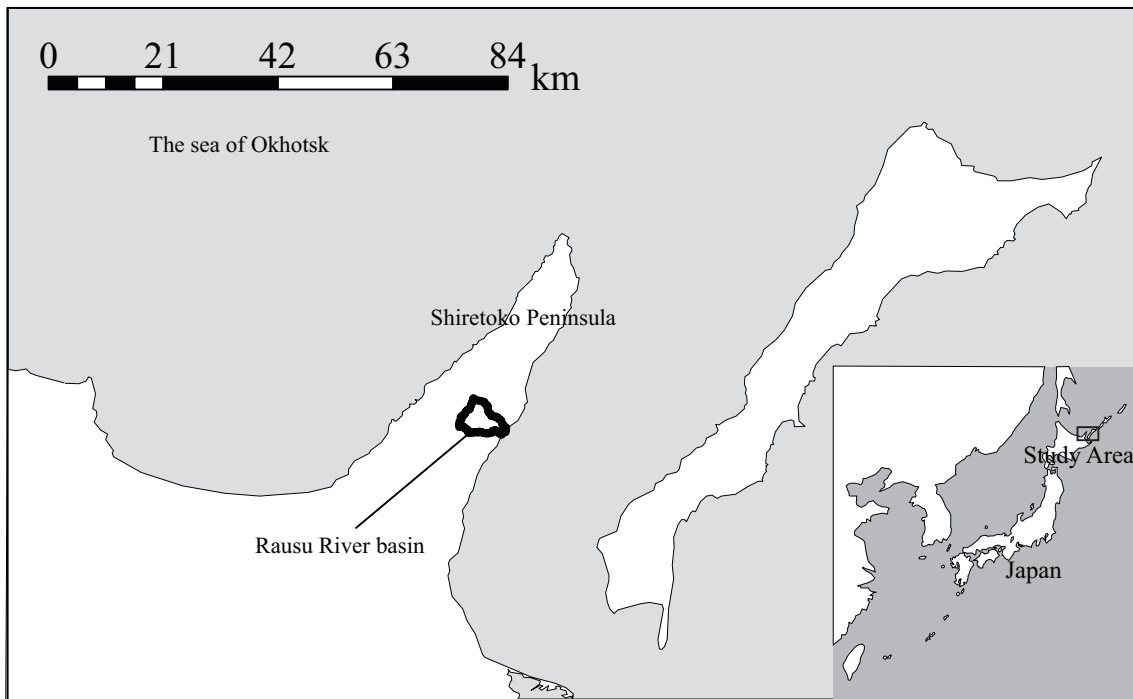 0 21 42 63 84
km
The sea of Okhotsk
Shiretoko Peninsula
Rausu River basin
Study Area
Japan